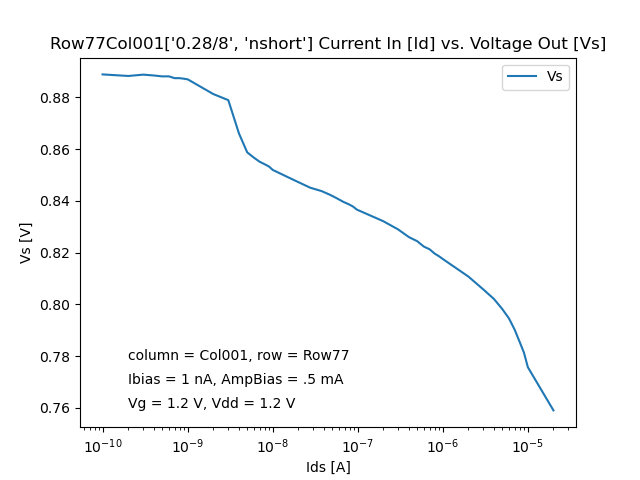 Row77Col001['0.28/8', 'nshort'] Current In [Id] vs. Voltage Out [Vs]
Vs
0.88
0.86
0.84
0.82
0.80
0.78
0.76
Vs [V]
column = Col001, row = Row77
Ibias = 1 nA, AmpBias = .5 mA
Vg = 1.2 V, Vdd = 1.2 V
10⁻¹⁰ 10⁻⁹ 10⁻⁸ 10⁻⁷ 10⁻⁶ 10⁻⁵
Ids [A]